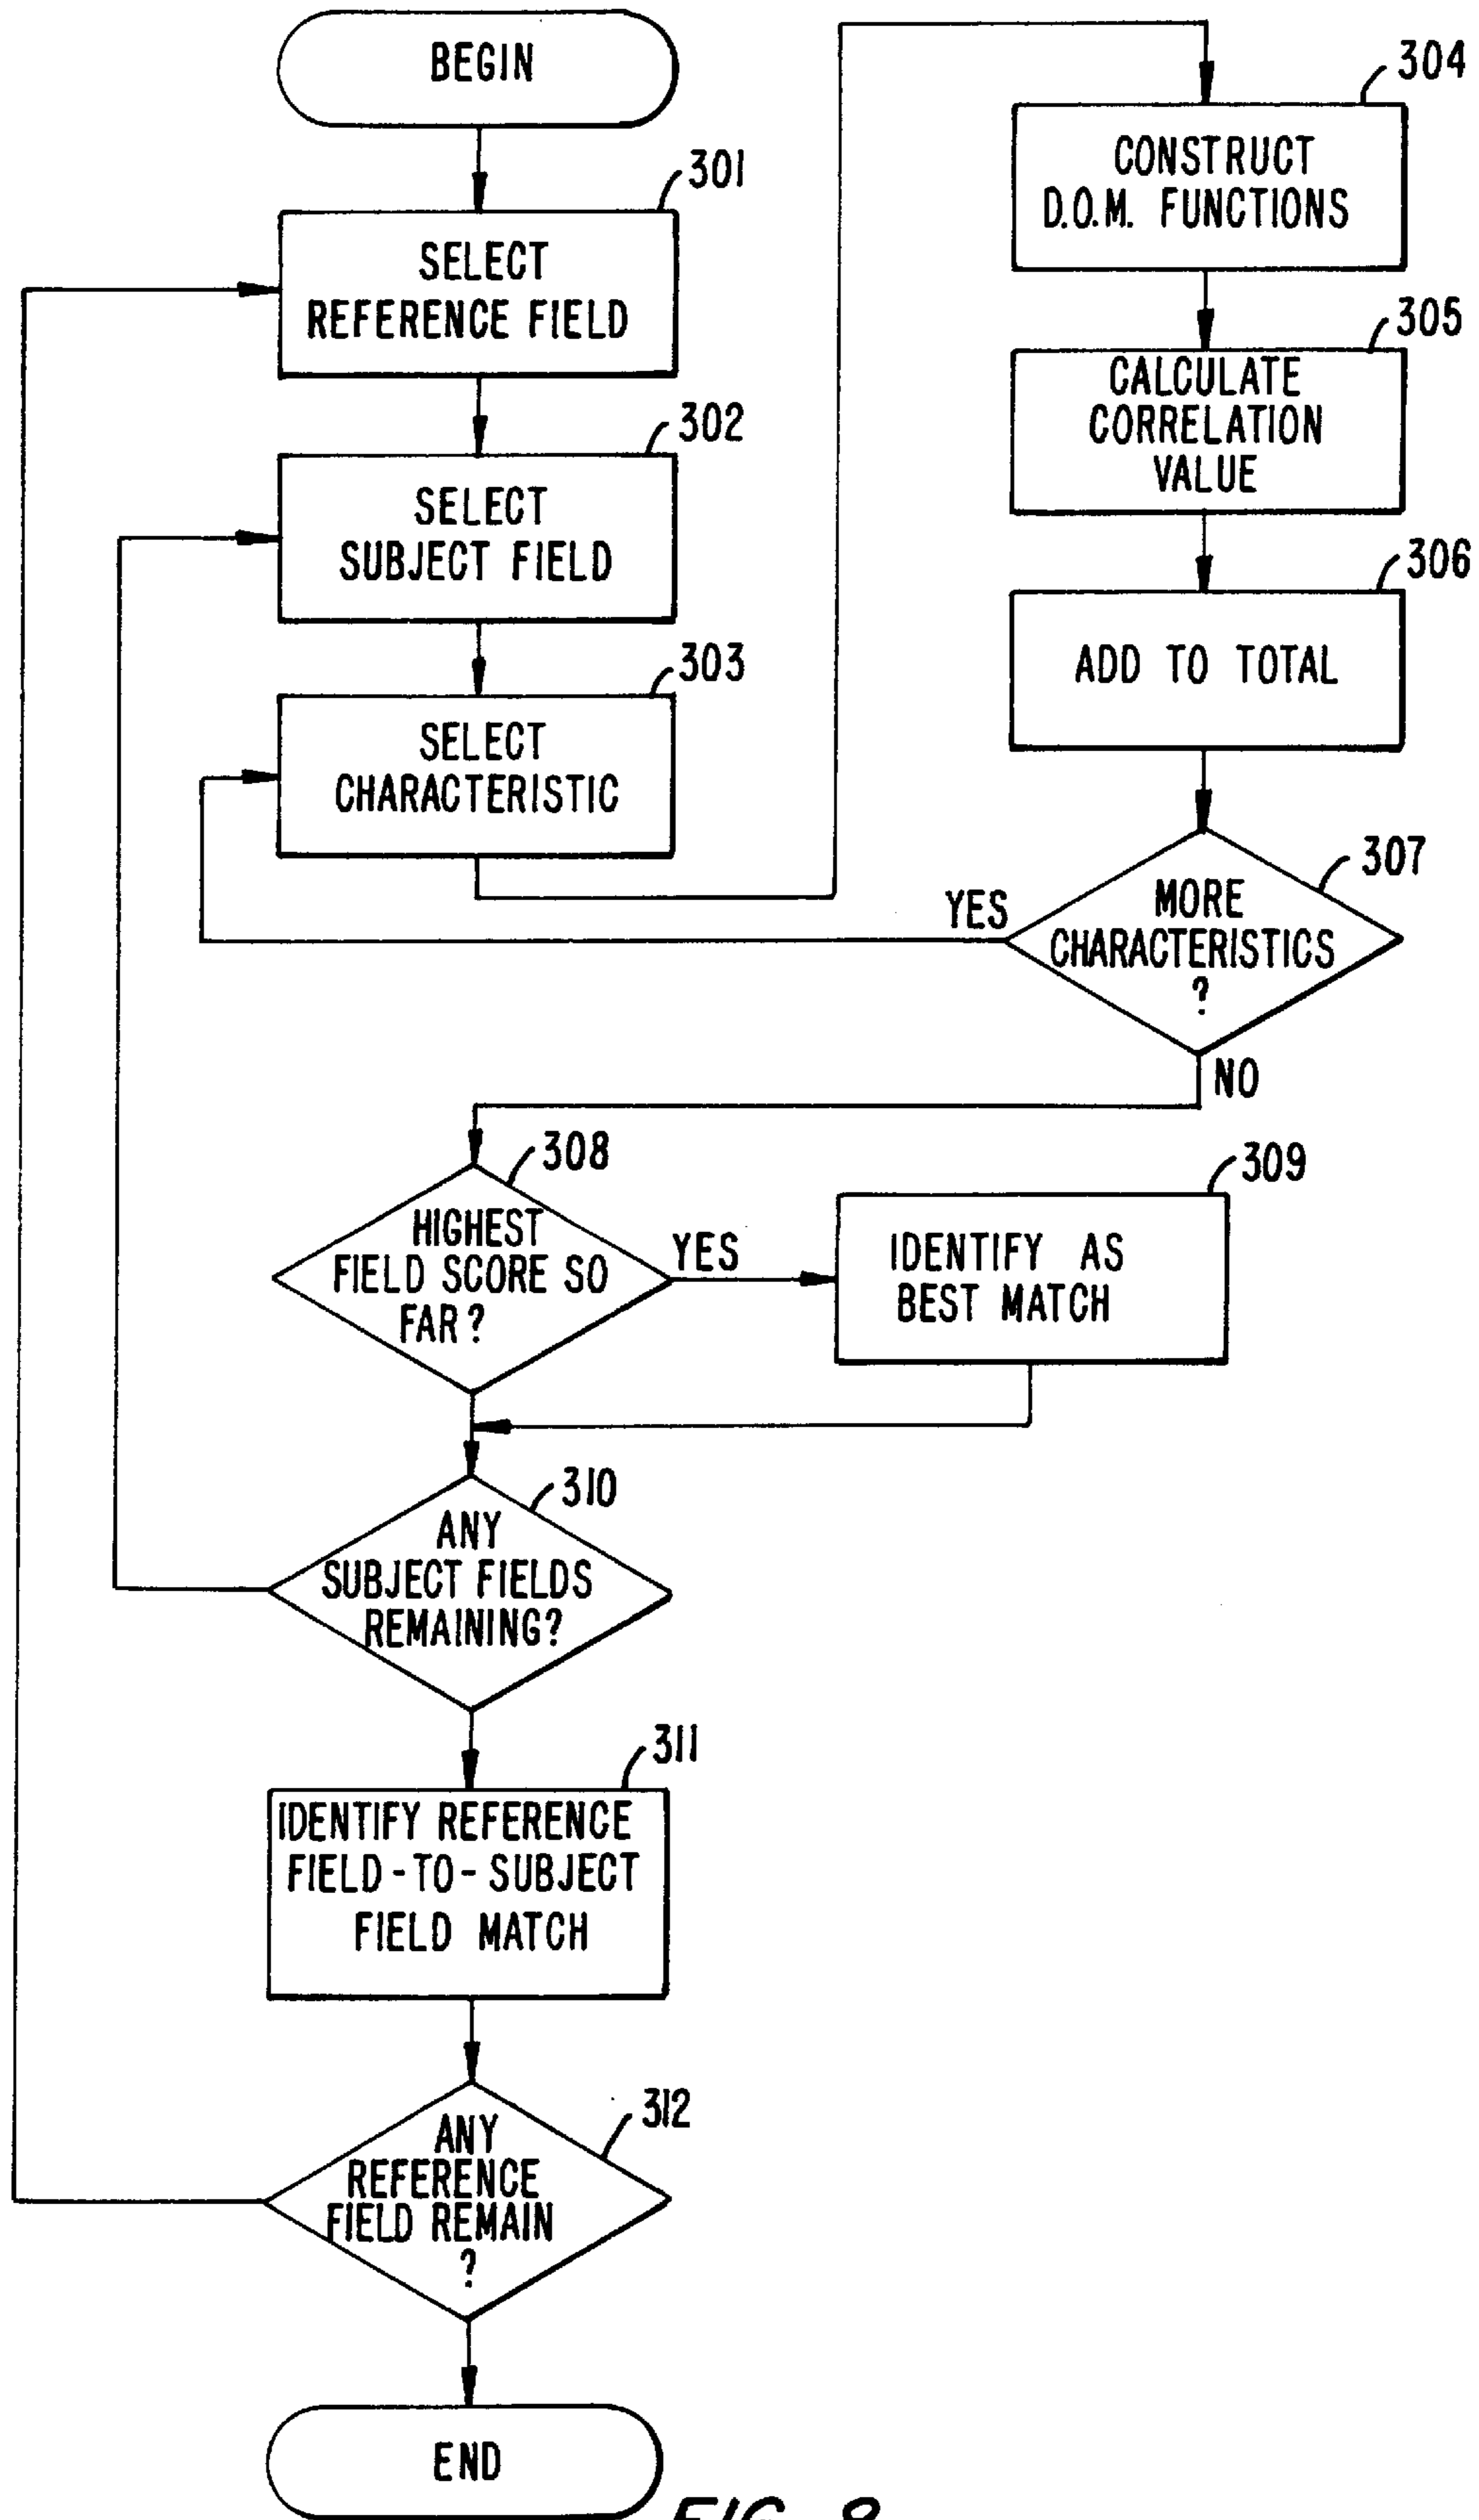 BEGIN
301
SELECT
REFERENCE FIELD
302
SELECT
SUBJECT FIELD
303
SELECT
CHARACTERISTIC
304
CONSTRUCT
D.O.M. FUNCTIONS
305
CALCULATE
CORRELATION
VALUE
306
ADD TO TOTAL
307
MORE
CHARACTERISTICS
?
YES
NO
308
HIGHEST
FIELD SCORE SO
FAR?
YES
309
IDENTIFY AS
BEST MATCH
310
ANY
SUBJECT FIELDS
REMAINING?
311
IDENTIFY REFERENCE
FIELD-TO-SUBJECT
FIELD MATCH
312
ANY
REFERENCE
FIELD REMAIN
?
END